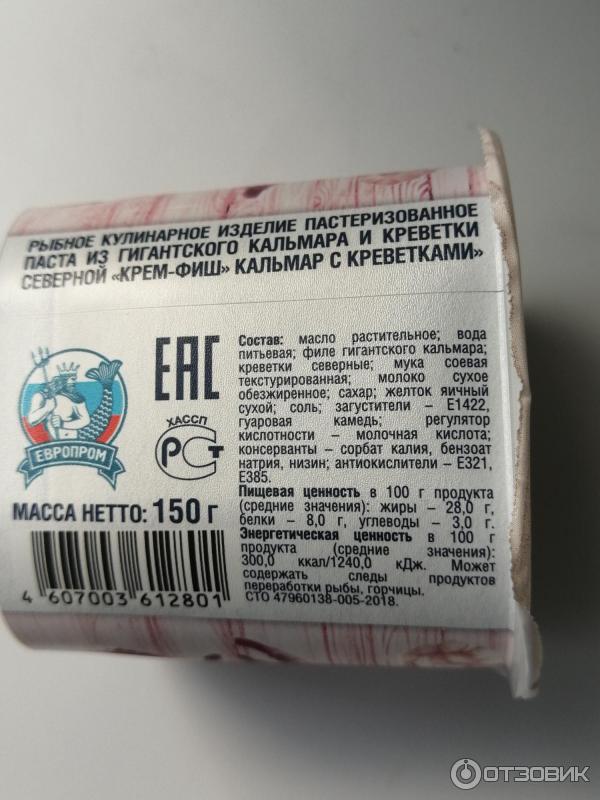 РЫБНОЕ КУЛИНАРНОЕ ИЗДЕЛИЕ ПАСТЕРИЗОВАННОЕ
ПАСТА ИЗ ГИГАНТСКОГО КАЛЬМАРА И КРЕВЕТКИ
СЕВЕРНОЙ «КРЕМ-ФИШ» КАЛЬМАР С КРЕВЕТКАМИ»
ЕВРОПРОМ
ЕАС
ХАССП
РСТ
МАССА НЕТТО: 150 г
4 607003 612801
Состав: масло растительное; вода
питьевая; филе гигантского кальмара;
креветки северные; мука соевая
текстурированная; молоко сухое
обезжиренное; сахар; желток яичный
сухой; соль; загустители – Е1422,
гуаровая камедь; регулятор
кислотности – молочная кислота;
консерванты – сорбат калия, бензоат
натрия, низин; антиокислители – Е321,
Е385.
Пищевая ценность в 100 г продукта
(средние значения): жиры – 28,0 г,
белки – 8,0 г, углеводы – 3,0 г.
Энергетическая ценность в 100 г
продукта (средние значения):
300,0 ккал/1240,0 кДж. Может
содержать следы продуктов
переработки рыбы, горчицы.
СТО 47960138-005-2018.
ОТЗОВИК